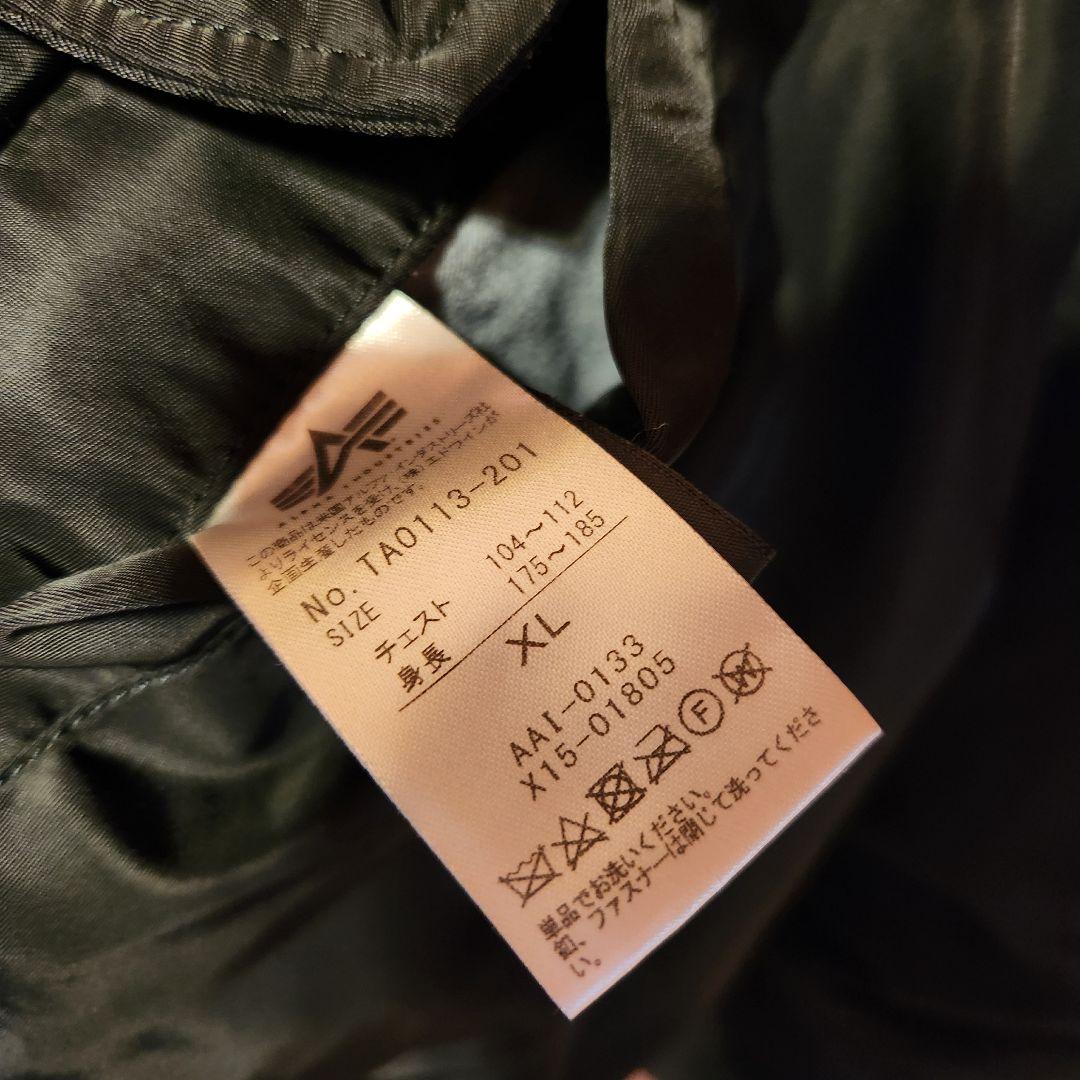 ALPHA INDUSTRIES
この商品は米国アルファ インダストリーズ社
よりライセンスを受け(株)エドウインが
企画生産したものです。
No. TA0113-201
SIZE
チェスト 104～112
身長 175～185
XL
AAI-0133
X15-01805
F
W
単品でお洗いください。
釦、ファスナーは閉じて洗ってくださ
い。